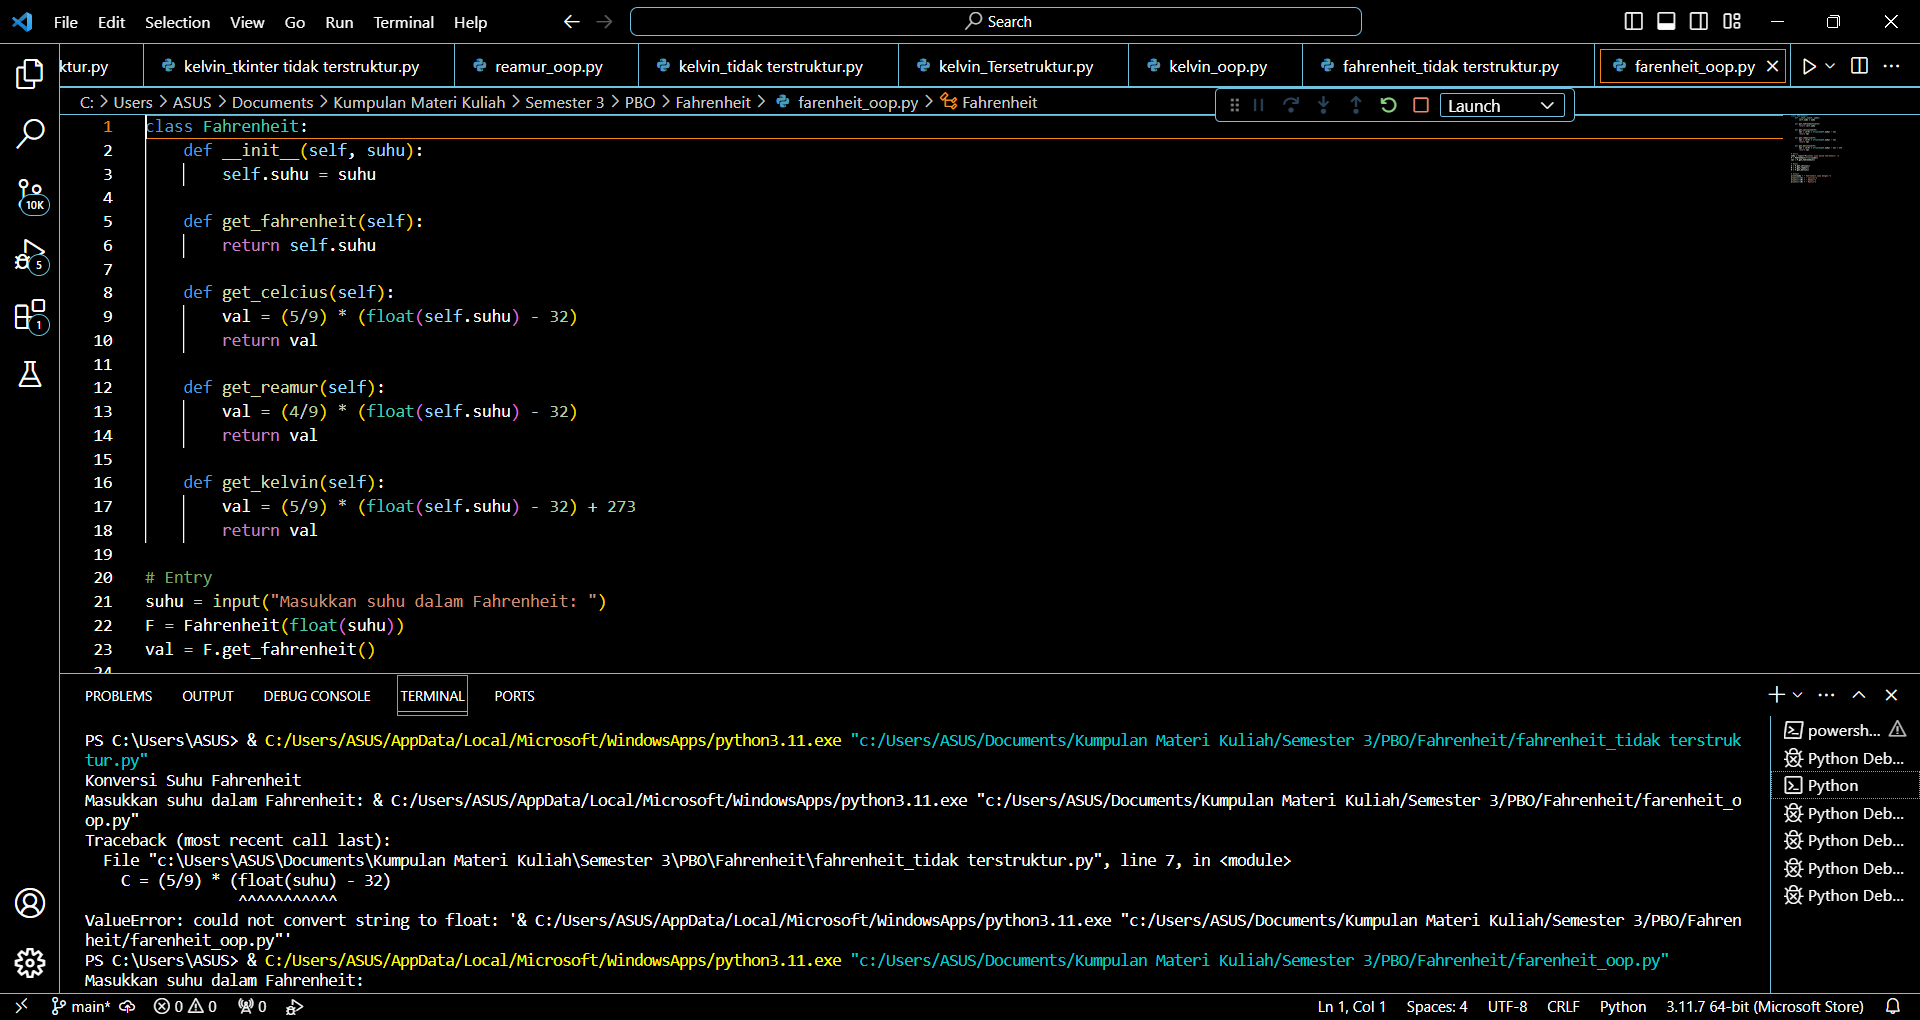 File Edit Selection View Go Run Terminal Help Search
ktur.py kelvin_tkinter tidak terstruktur.py reamur_oop.py kelvin_tidak terstruktur.py kelvin_Tersetruktur.py kelvin_oop.py fahrenheit_tidak terstruktur.py farenheit_oop.py
C: > Users > ASUS > Documents > Kumpulan Materi Kuliah > Semester 3 > PBO > Fahrenheit > farenheit_oop.py > Fahrenheit
Launch
10K
5
1
1 class Fahrenheit:
2 def __init__(self, suhu):
3 self.suhu = suhu
4
5 def get_fahrenheit(self):
6 return self.suhu
7
8 def get_celcius(self):
9 val = (5/9) * (float(self.suhu) - 32)
10 return val
11
12 def get_reamur(self):
13 val = (4/9) * (float(self.suhu) - 32)
14 return val
15
16 def get_kelvin(self):
17 val = (5/9) * (float(self.suhu) - 32) + 273
18 return val
19
20 # Entry
21 suhu = input("Masukkan suhu dalam Fahrenheit: ")
22 F = Fahrenheit(float(suhu))
23 val = F.get_fahrenheit()
24
PROBLEMS OUTPUT DEBUG CONSOLE TERMINAL PORTS
PS C:\Users\ASUS> & C:/Users/ASUS/AppData/Local/Microsoft/WindowsApps/python3.11.exe "c:/Users/ASUS/Documents/Kumpulan Materi Kuliah/Semester 3/PBO/Fahrenheit/fahrenheit_tidak terstruk
tur.py"
Konversi Suhu Fahrenheit
Masukkan suhu dalam Fahrenheit: & C:/Users/ASUS/AppData/Local/Microsoft/WindowsApps/python3.11.exe "c:/Users/ASUS/Documents/Kumpulan Materi Kuliah/Semester 3/PBO/Fahrenheit/farenheit_o
op.py"
Traceback (most recent call last):
File "c:\Users\ASUS\Documents\Kumpulan Materi Kuliah\Semester 3\PBO\Fahrenheit\fahrenheit_tidak terstruktur.py", line 7, in <module>
C = (5/9) * (float(suhu) - 32)
^^^^^^^^^^^
ValueError: could not convert string to float: '& C:/Users/ASUS/AppData/Local/Microsoft/WindowsApps/python3.11.exe "c:/Users/ASUS/Documents/Kumpulan Materi Kuliah/Semester 3/PBO/Fahren
heit/farenheit_oop.py"'
PS C:\Users\ASUS> & C:/Users/ASUS/AppData/Local/Microsoft/WindowsApps/python3.11.exe "c:/Users/ASUS/Documents/Kumpulan Materi Kuliah/Semester 3/PBO/Fahrenheit/farenheit_oop.py"
Masukkan suhu dalam Fahrenheit:
powersh...
Python Deb...
Python
Python Deb...
Python Deb...
Python Deb...
Python Deb...
main* 0 0 0 Ln 1, Col 1 Spaces: 4 UTF-8 CRLF Python 3.11.7 64-bit (Microsoft Store)